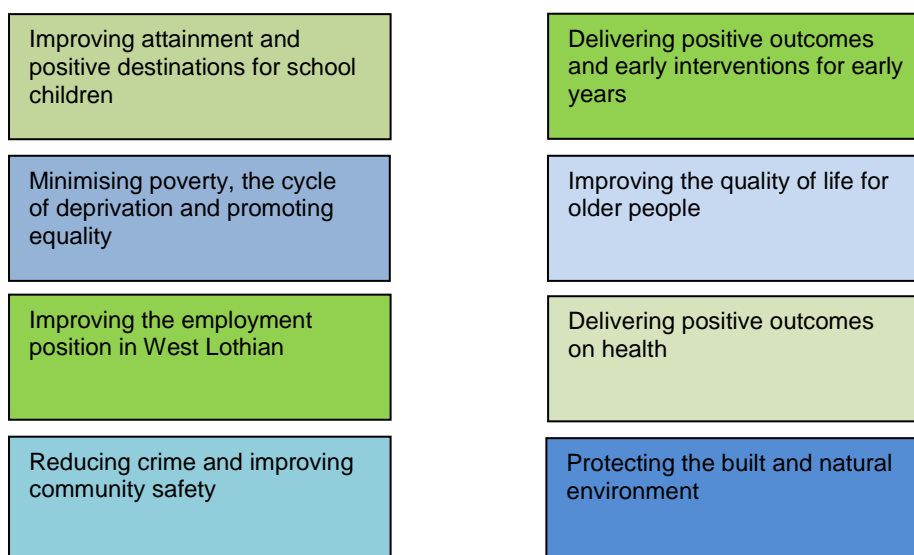 Improving attainment and
positive destinations for school
children
Delivering positive outcomes
and early interventions for early
years
Minimising poverty, the cycle
of deprivation and promoting
equality
Improving the quality of life for
older people
Improving the employment
position in West Lothian
Delivering positive outcomes
on health
Reducing crime and improving
community safety
Protecting the built and natural
environment